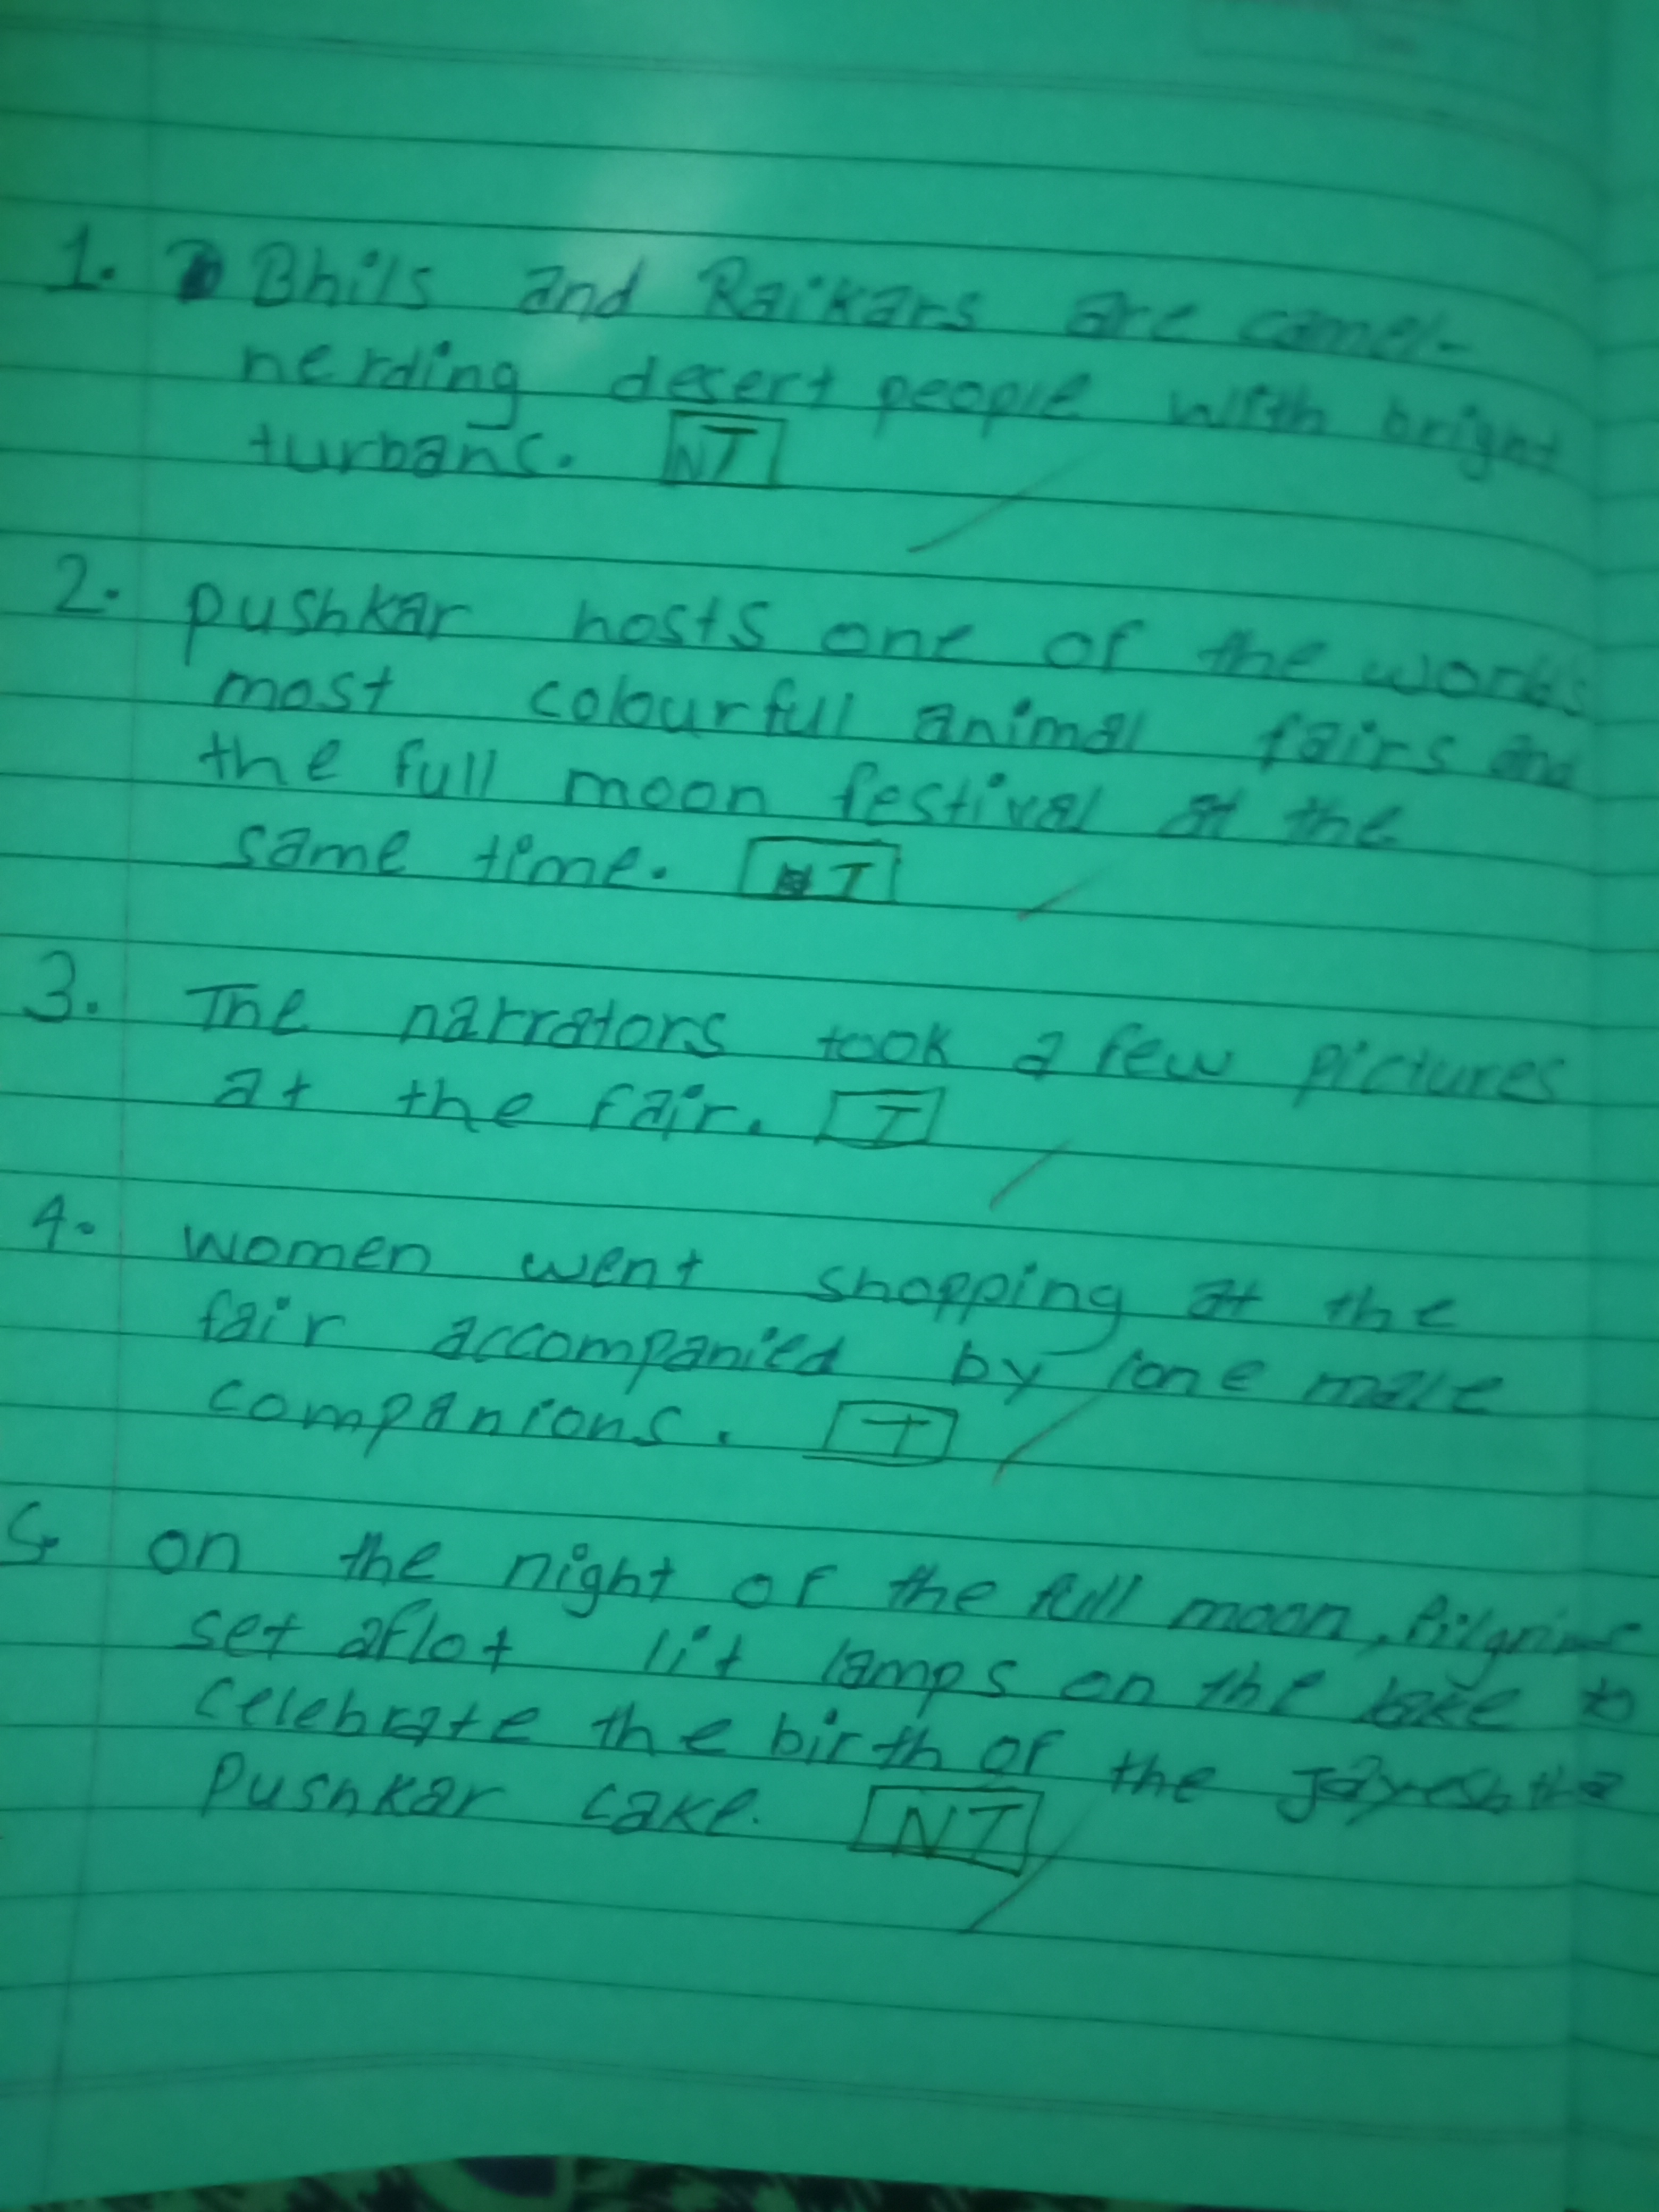 1. Bhils and Raikars are camel-
herding desert people with bright
turbans. NT
2. pushkar hosts one of the worlds
most colourful animal fairs and
the full moon festival at the
same time. T
3. The narrators took a few pictures
at the fair. T
4. women went shopping at the
fair accompanied by lone male
companions. T
5. on the night of the full moon, Pilgrims
set aflot lit lamps on the lake to
celebrate the birth of the
Pushkar Lake. NT